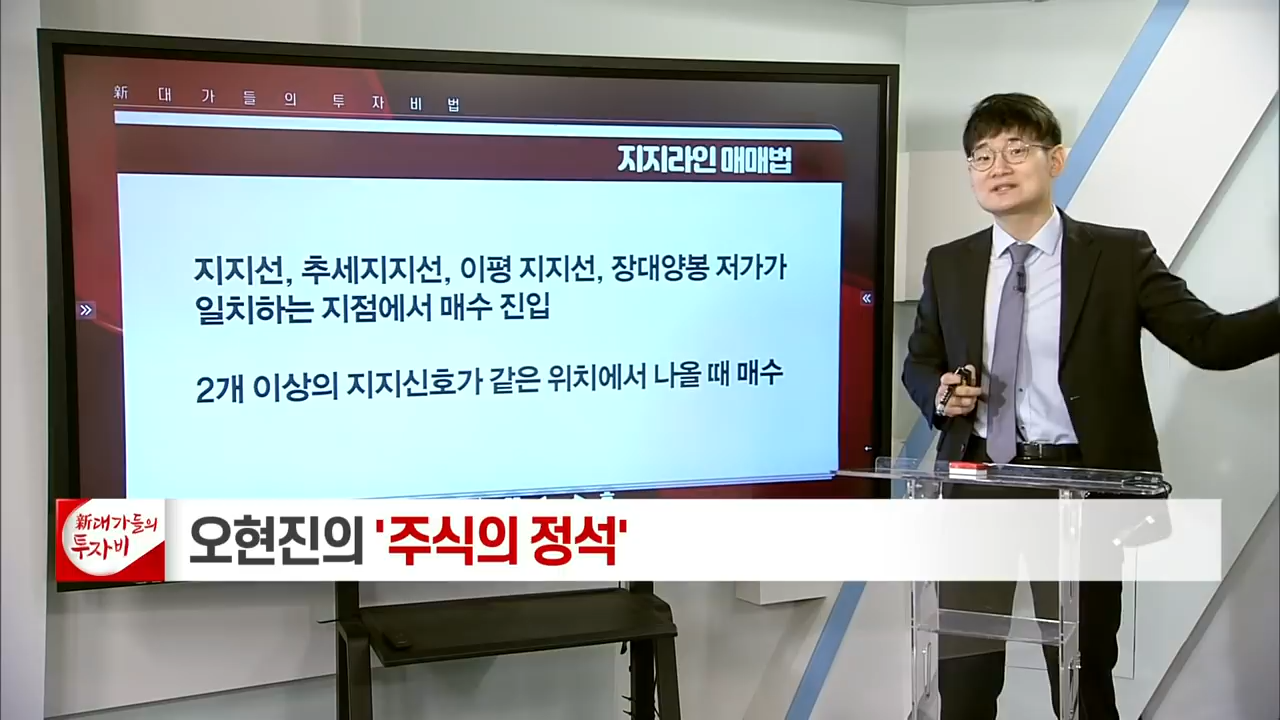 新대가들의 투자비법
지지라인 매매법
지지선, 추세지지선, 이평 지지선, 장대양봉 저가가
일치하는 지점에서 매수 진입
2개 이상의 지지신호가 같은 위치에서 나올 때 매수
新대가들의
투자비
오현진의 '주식의 정석'